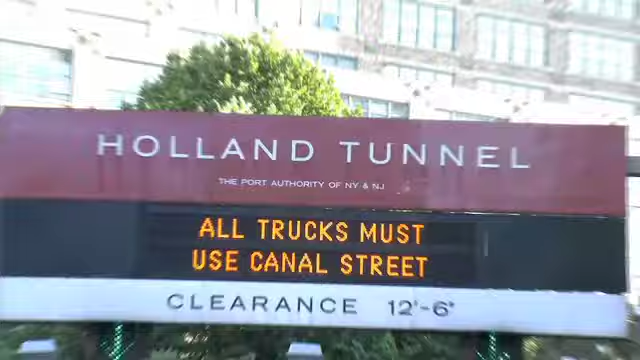 HOLLAND TUNNEL
THE PORT AUTHORITY OF NY & NJ
ALL TRUCKS MUST
USE CANAL STREET
CLEARANCE 12'-6"